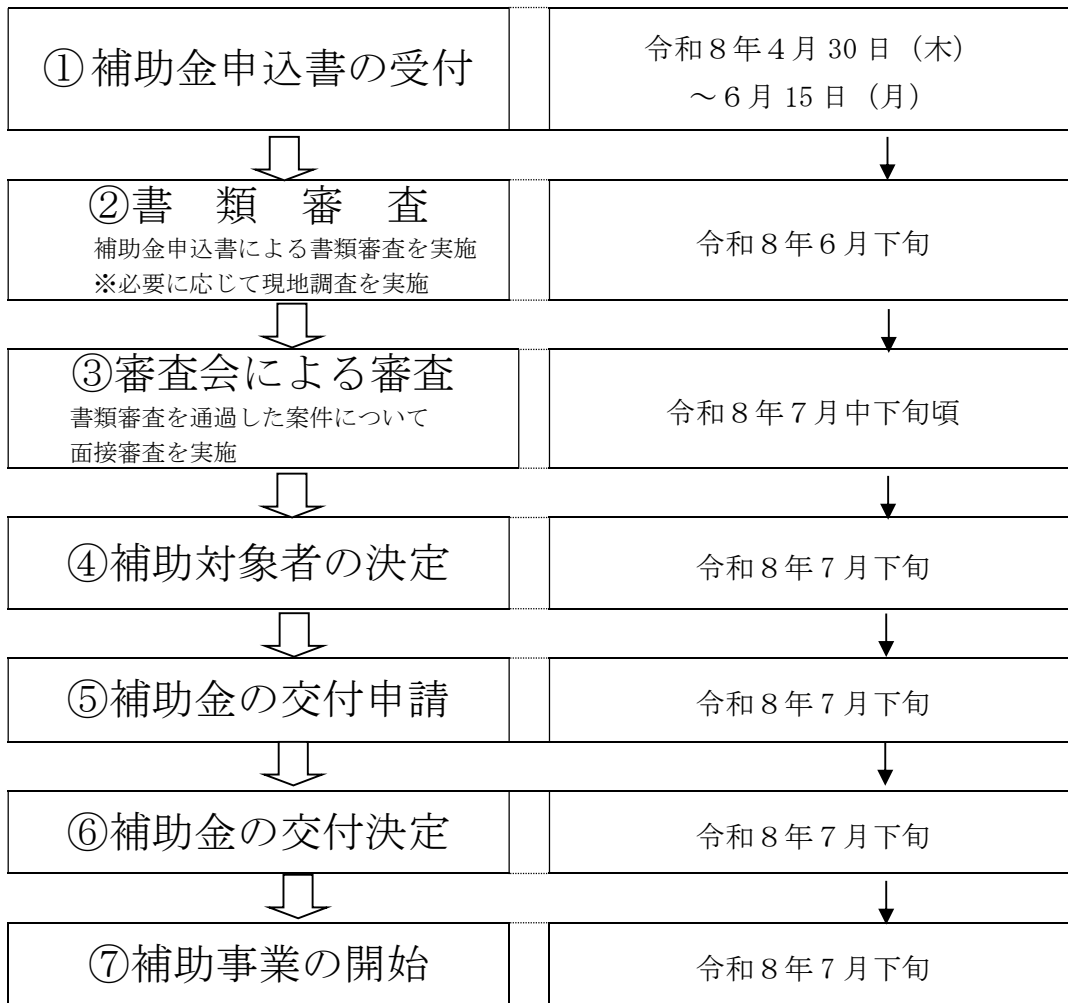 ①補助金申込書の受付
令和８年４月 30 日（木）
～６月 15 日（月）
②書　類　審　査
補助金申込書による書類審査を実施
※必要に応じて現地調査を実施
令和８年６月下旬
③審査会による審査
書類審査を通過した案件について
面接審査を実施
令和８年７月中下旬頃
④補助対象者の決定
令和８年７月下旬
⑤補助金の交付申請
令和８年７月下旬
⑥補助金の交付決定
令和８年７月下旬
⑦補助事業の開始
令和８年７月下旬